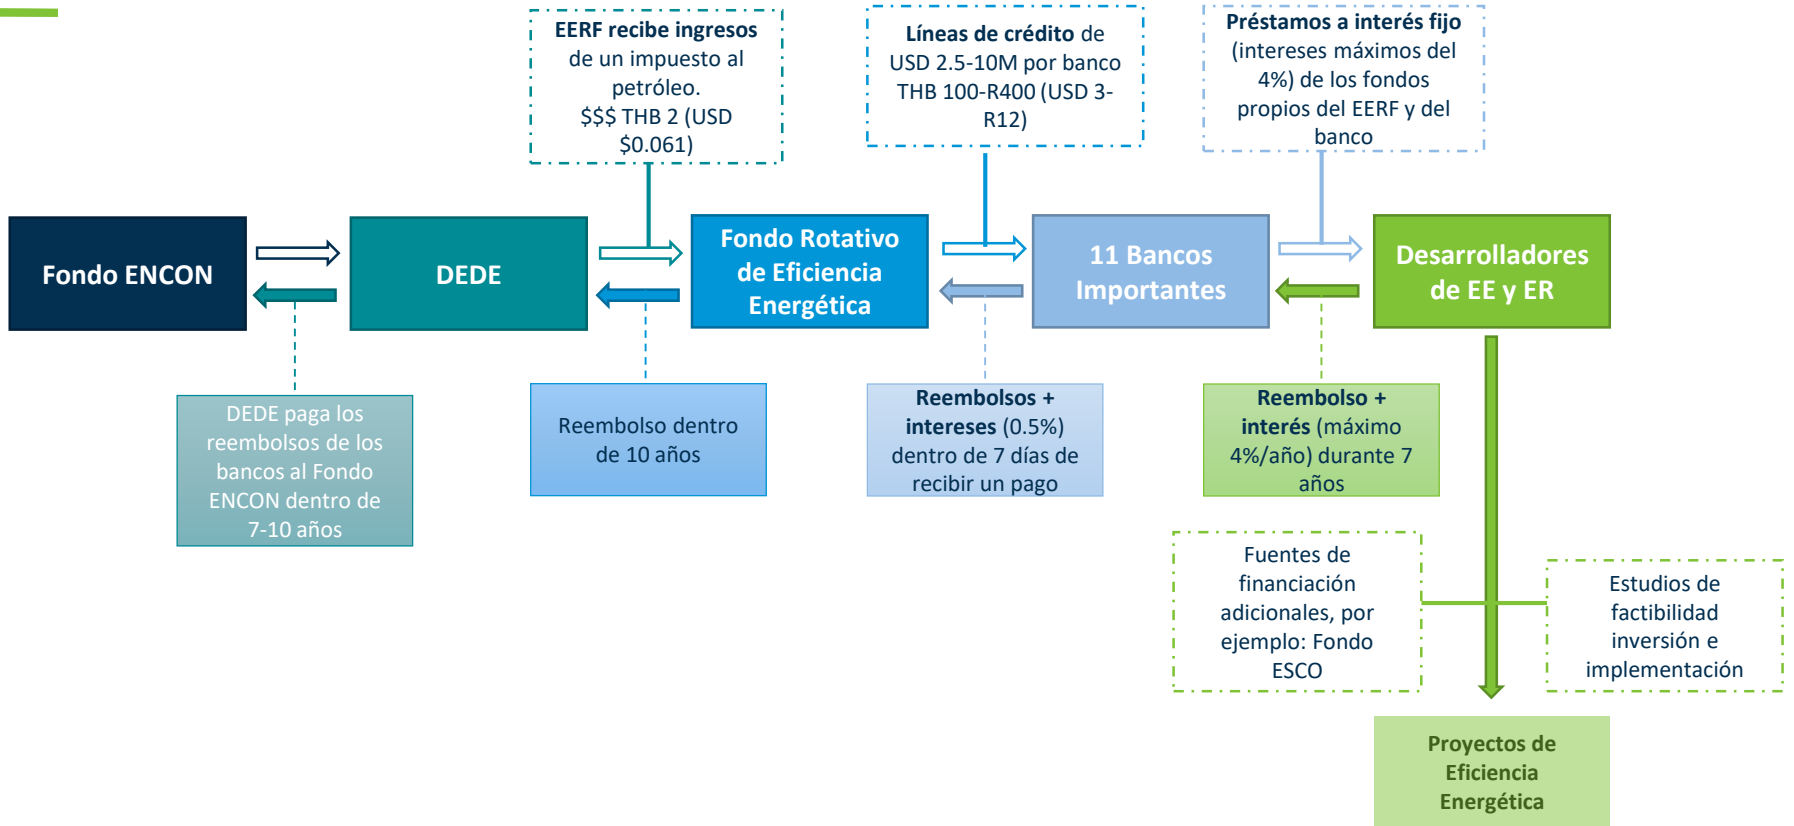 EERF recibe ingresos
de un impuesto al
petróleo.
$$$ THB 2 (USD
$0.061)
Líneas de crédito de
USD 2.5-10M por banco
THB 100-R400 (USD 3-
R12)
Préstamos a interés fijo
(intereses máximos del
4%) de los fondos
propios del EERF y del
banco
Fondo ENCON
DEDE
Fondo Rotativo
de Eficiencia
Energética
11 Bancos
Importantes
Desarrolladores
de EE y ER
DEDE paga los
reembolsos de los
bancos al Fondo
ENCON dentro de
7-10 años
Reembolso dentro
de 10 años
Reembolsos +
intereses (0.5%)
dentro de 7 días de
recibir un pago
Reembolso +
interés (máximo
4%/año) durante 7
años
Fuentes de
financiación
adicionales, por
ejemplo: Fondo
ESCO
Estudios de
factibilidad
inversión e
implementación
Proyectos de
Eficiencia
Energética